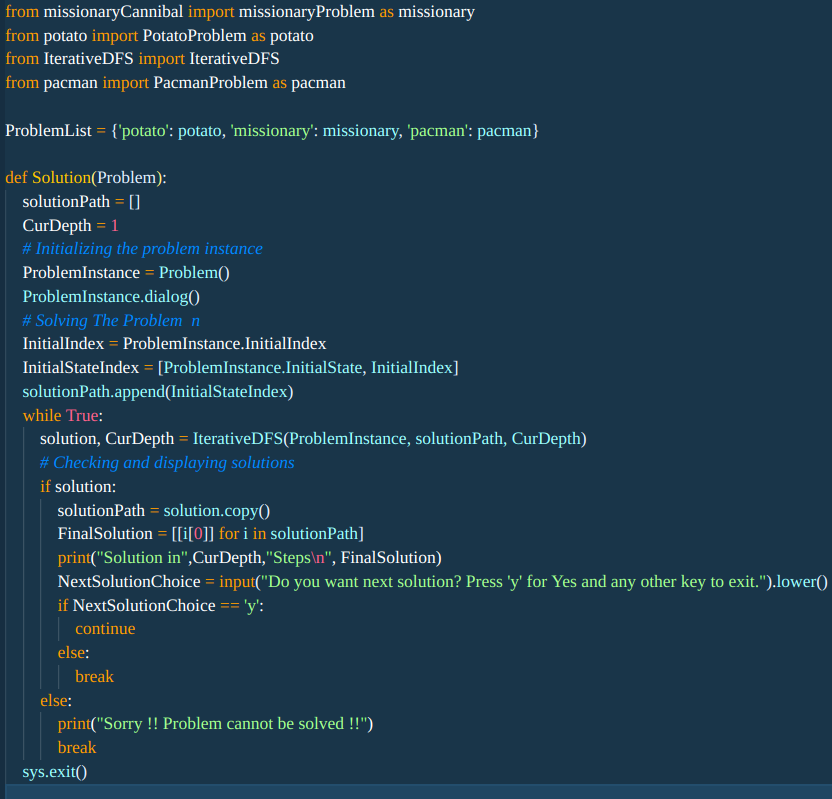 from missionaryCannibal import missionaryProblem as missionary
from potato import PotatoProblem as potato
from IterativeDFS import IterativeDFS
from pacman import PacmanProblem as pacman

ProblemList = {'potato': potato, 'missionary': missionary, 'pacman': pacman}

def Solution(Problem):
    solutionPath = []
    CurDepth = 1
    # Initializing the problem instance
    ProblemInstance = Problem()
    ProblemInstance.dialog()
    # Solving The Problem  n
    InitialIndex = ProblemInstance.InitialIndex
    InitialStateIndex = [ProblemInstance.InitialState, InitialIndex]
    solutionPath.append(InitialStateIndex)
    while True:
        solution, CurDepth = IterativeDFS(ProblemInstance, solutionPath, CurDepth)
        # Checking and displaying solutions
        if solution:
            solutionPath = solution.copy()
            FinalSolution = [[i[0]] for i in solutionPath]
            print("Solution in",CurDepth,"Steps\n", FinalSolution)
            NextSolutionChoice = input("Do you want next solution? Press 'y' for Yes and any other key to exit.").lower()
            if NextSolutionChoice == 'y':
                continue
            else:
                break
        else:
            print("Sorry !! Problem cannot be solved !!")
            break
    sys.exit()